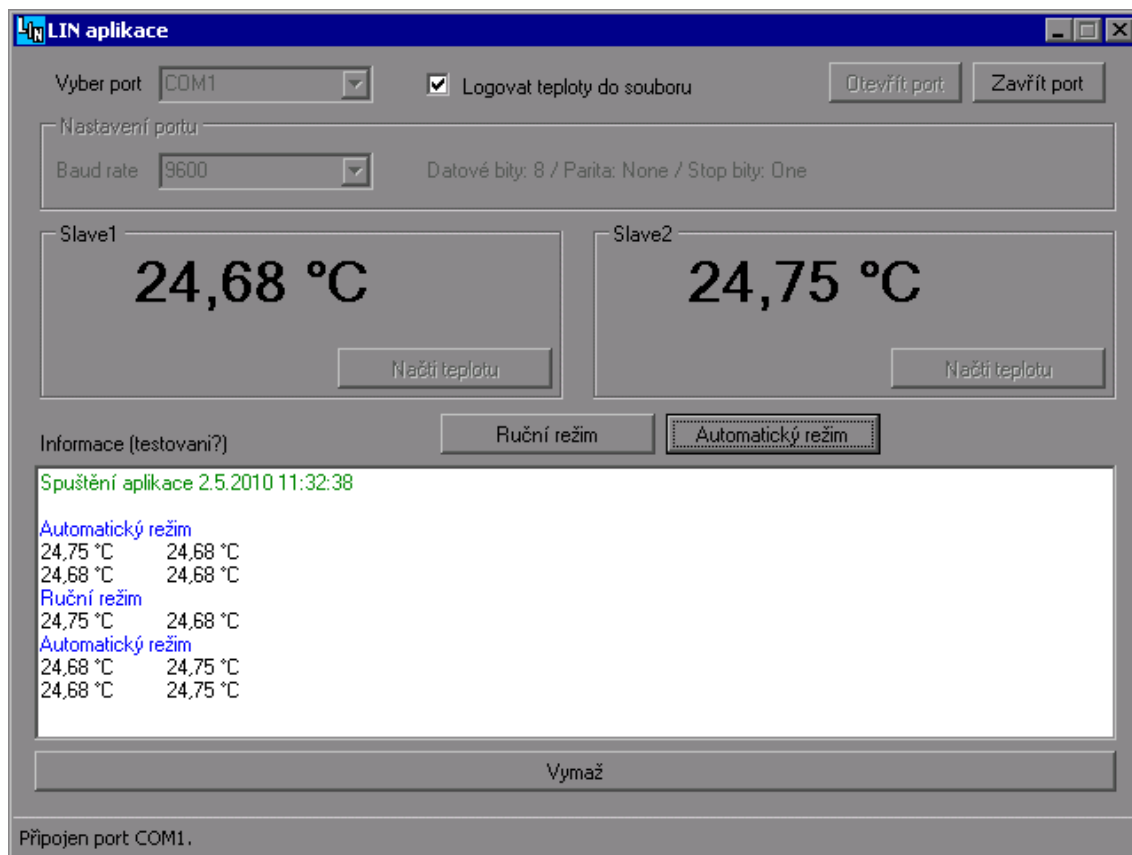 LIN LIN aplikace
Vyber port COM1 Logovat teploty do souboru Otevřít port Zavřít port
Nastavení portu
Baud rate 9600 Datové bity: 8 / Parita: None / Stop bity: One
Slave1 Slave2
24,68 °C 24,75 °C
Načti teplotu Načti teplotu
Informace (testovani?) Ruční režim Automatický režim
Spuštění aplikace 2.5.2010 11:32:38
Automatický režim
24,75 °C 24,68 °C
24,68 °C 24,68 °C
Ruční režim
24,75 °C 24,68 °C
Automatický režim
24,68 °C 24,75 °C
24,68 °C 24,75 °C
Vymaž
Připojen port COM1.